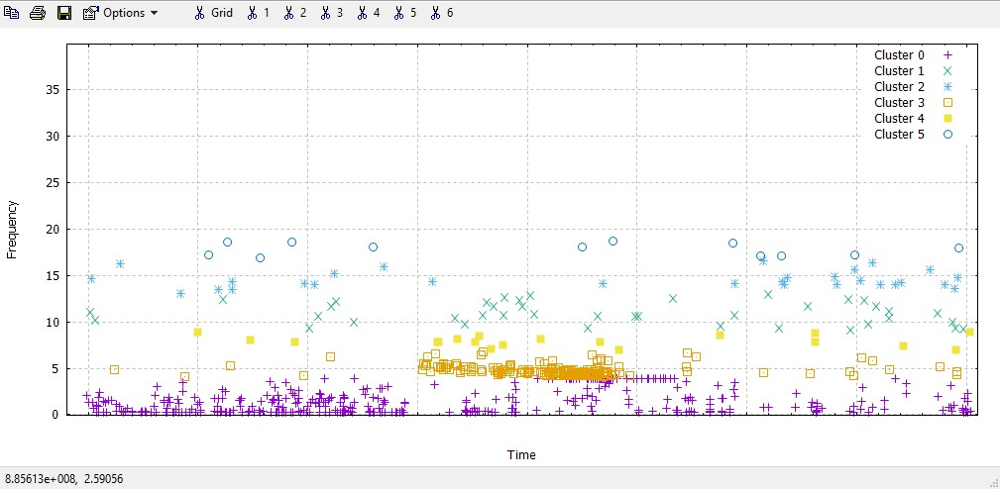 Options Grid 1 2 3 4 5 6
Cluster 0
Cluster 1
Cluster 2
Cluster 3
Cluster 4
Cluster 5
35
30
25
20
15
10
5
0
Frequency
Time
8.85613e+008, 2.59056